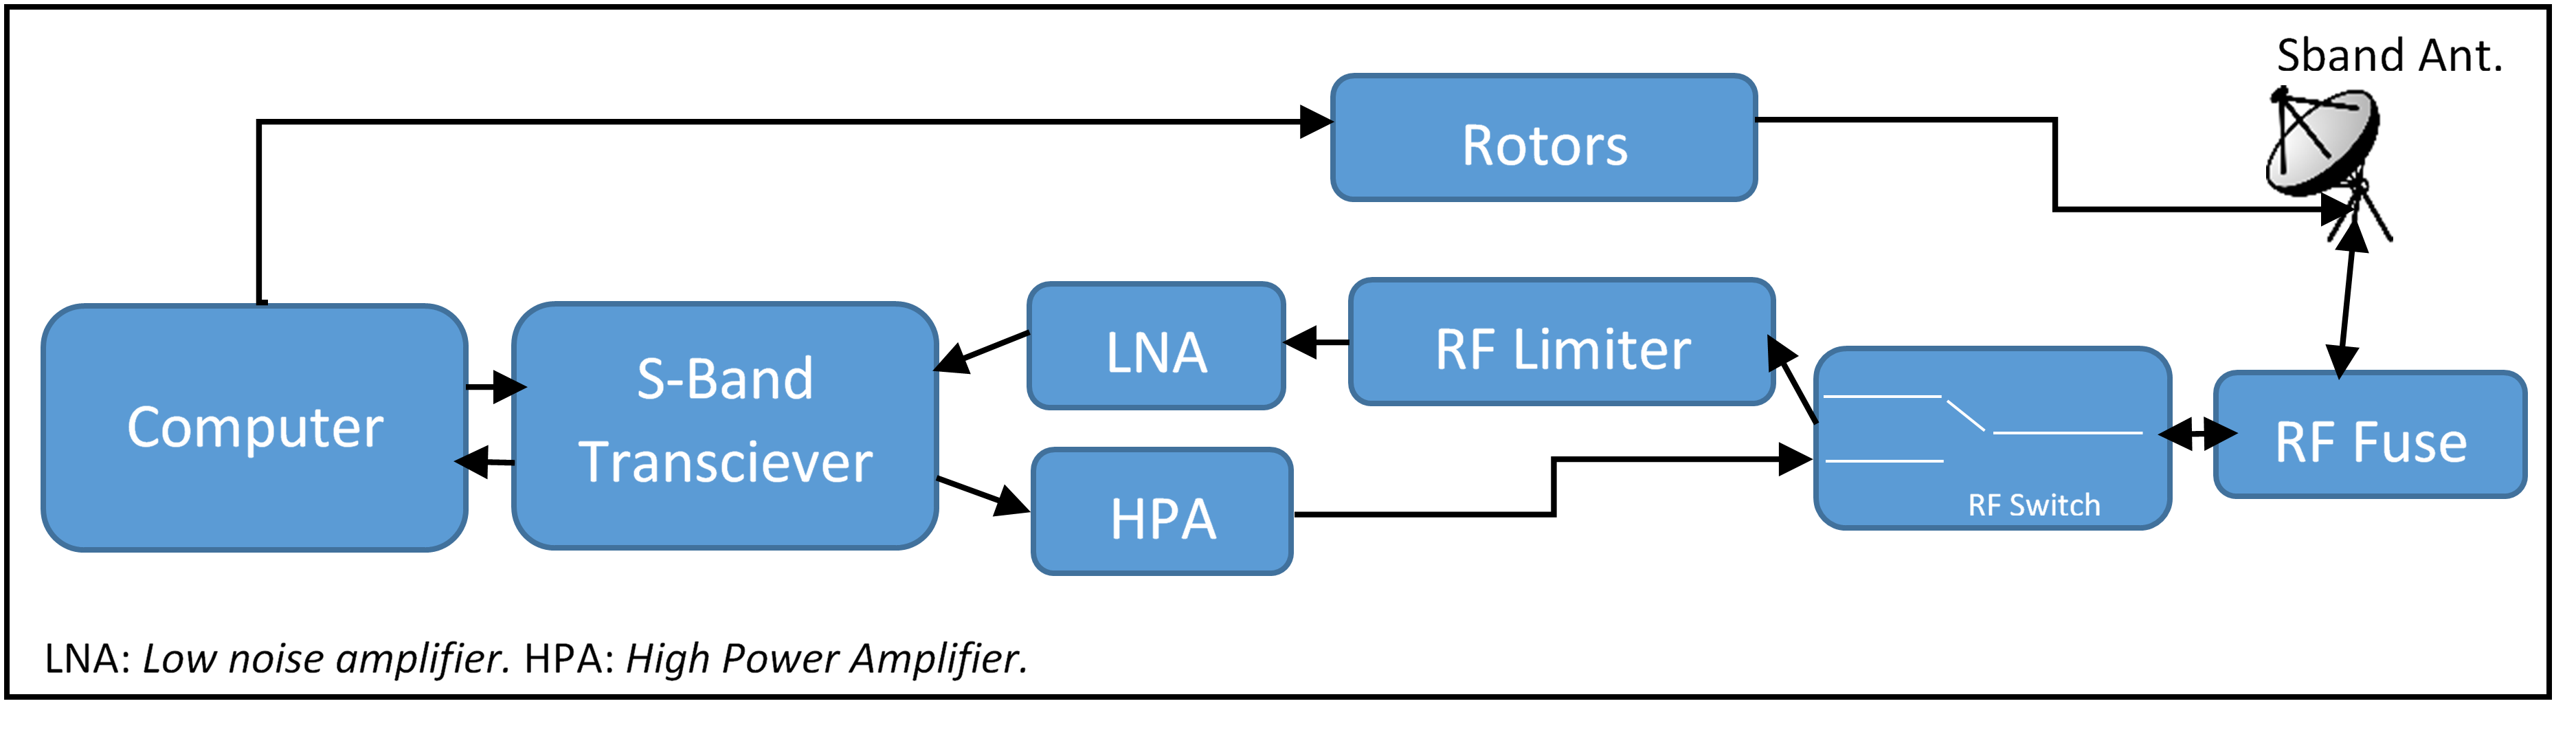 Sband Ant.
Rotors
Computer
S-Band
Transciever
LNA
RF Limiter
HPA
RF Switch
RF Fuse
LNA: Low noise amplifier. HPA: High Power Amplifier.